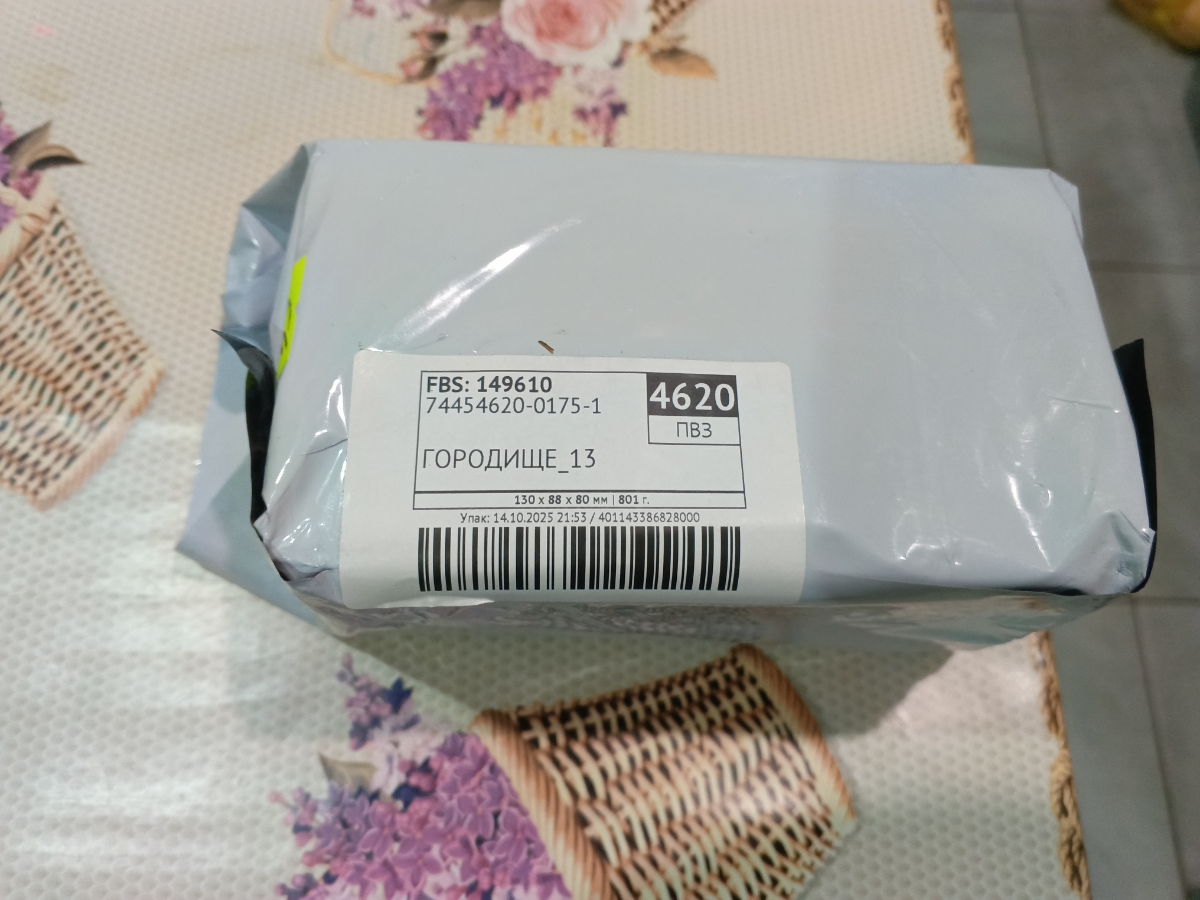 FBS: 149610
74454620-0175-1
4620
ПВЗ
ГОРОДИЩЕ_13
130 x 88 x 80 мм | 801 г.
Упак: 14.10.2025 21:53 / 401143386828000